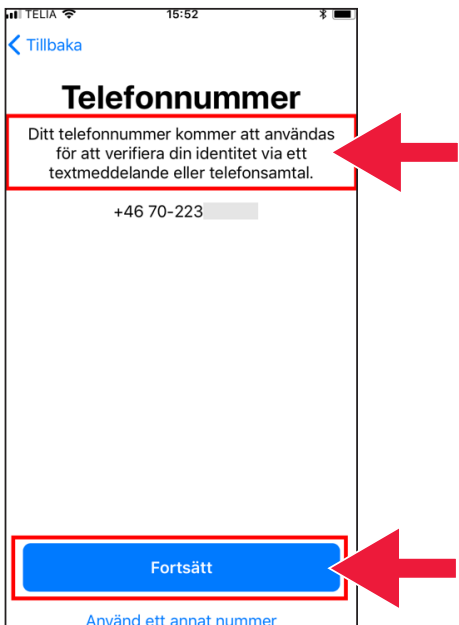 TELIA 15:52
Tillbaka
Telefonnummer
Ditt telefonnummer kommer att användas
för att verifiera din identitet via ett
textmeddelande eller telefonsamtal.
+46 70-223
Fortsätt
Använd ett annat nummer